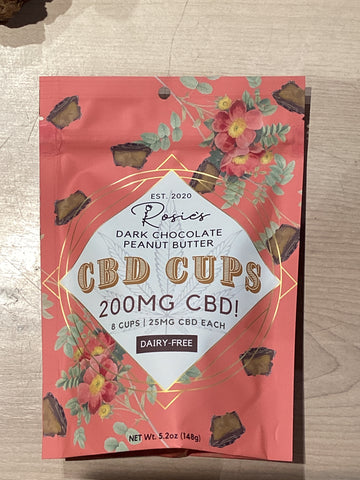 EST. 2020
Rosie's
DARK CHOCOLATE
PEANUT BUTTER
CBD CUPS
200MG CBD!
8 CUPS | 25MG CBD EACH
DAIRY-FREE
NET Wt. 5.2oz (148g)